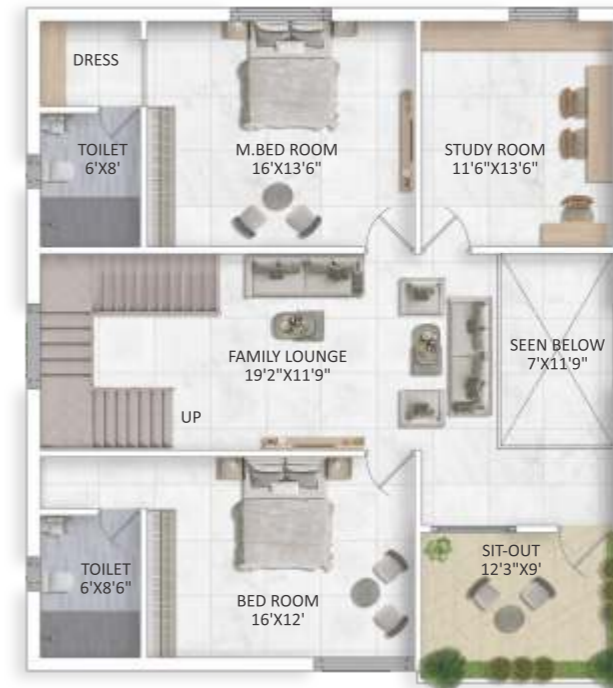 DRESS
TOILET
6'X8'
M.BED ROOM
16'X13'6"
STUDY ROOM
11'6"X13'6"
FAMILY LOUNGE
19'2"X11'9"
SEEN BELOW
7'X11'9"
UP
TOILET
6'X8'6"
BED ROOM
16'X12'
SIT-OUT
12'3"X9'